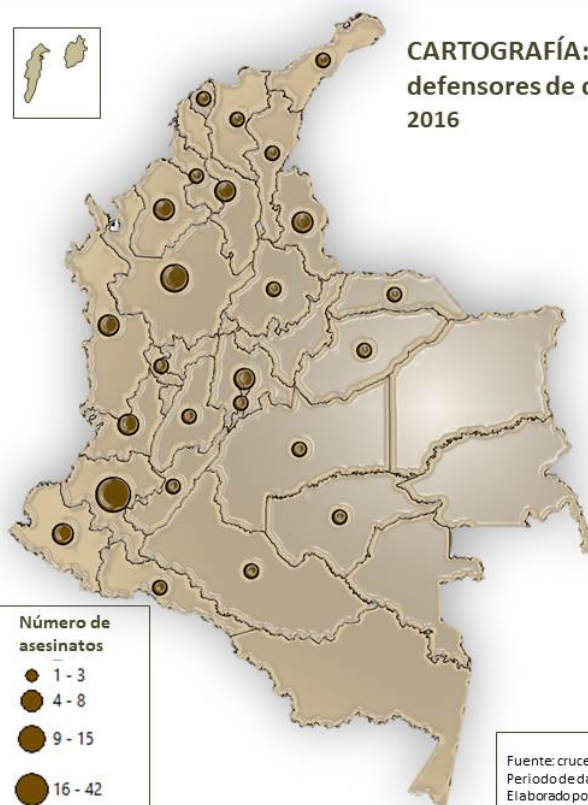 CARTOGRAFÍA:
defensores de
2016
Número de
asesinatos
1 - 3
4 - 8
9 - 15
16 - 42
Fuente: cruce
Periodo de da
Elaborado po